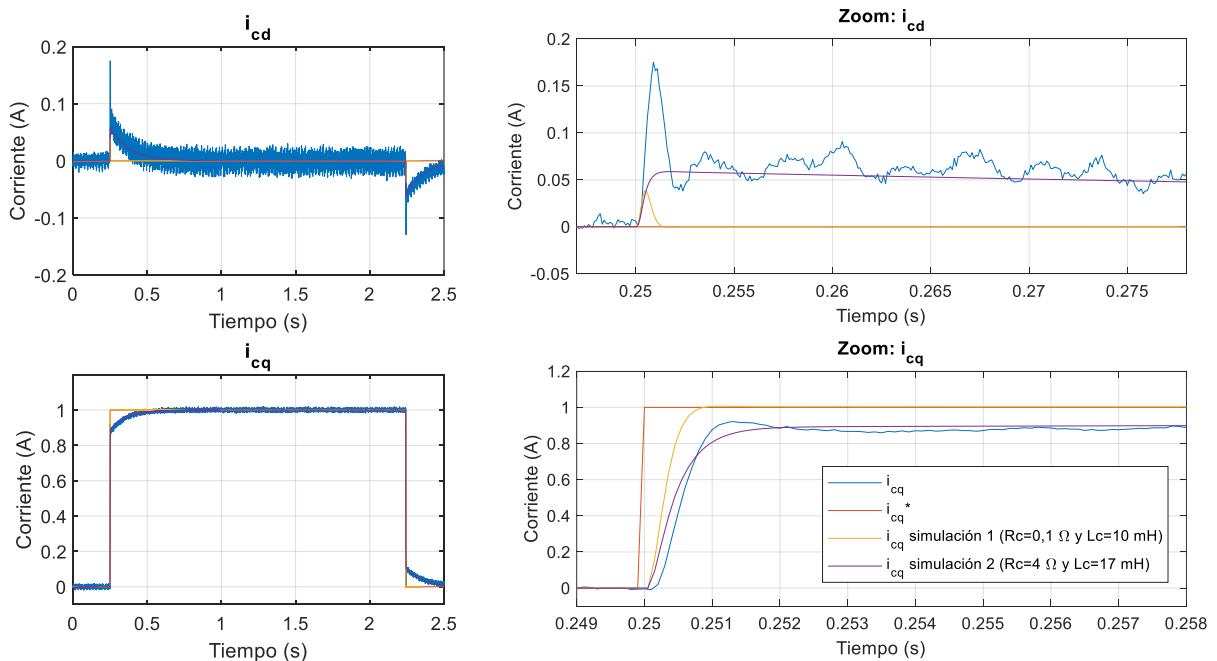 i_cd
0.2
0.1
0
-0.1
-0.2
Corriente (A)
0 0.5 1 1.5 2 2.5
Tiempo (s)
Zoom: i_cd
0.2
0.15
0.1
0.05
0
-0.05
Corriente (A)
0.25 0.255 0.26 0.265 0.27 0.275
Tiempo (s)
i_cq
1
0.8
0.6
0.4
0.2
0
Corriente (A)
0 0.5 1 1.5 2 2.5
Tiempo (s)
Zoom: i_cq
1.2
1
0.8
0.6
0.4
0.2
0
Corriente (A)
i_cq
i_cq*
i_cq simulación 1 (Rc=0,1 Ω y Lc=10 mH)
i_cq simulación 2 (Rc=4 Ω y Lc=17 mH)
0.249 0.25 0.251 0.252 0.253 0.254 0.255 0.256 0.257 0.258
Tiempo (s)